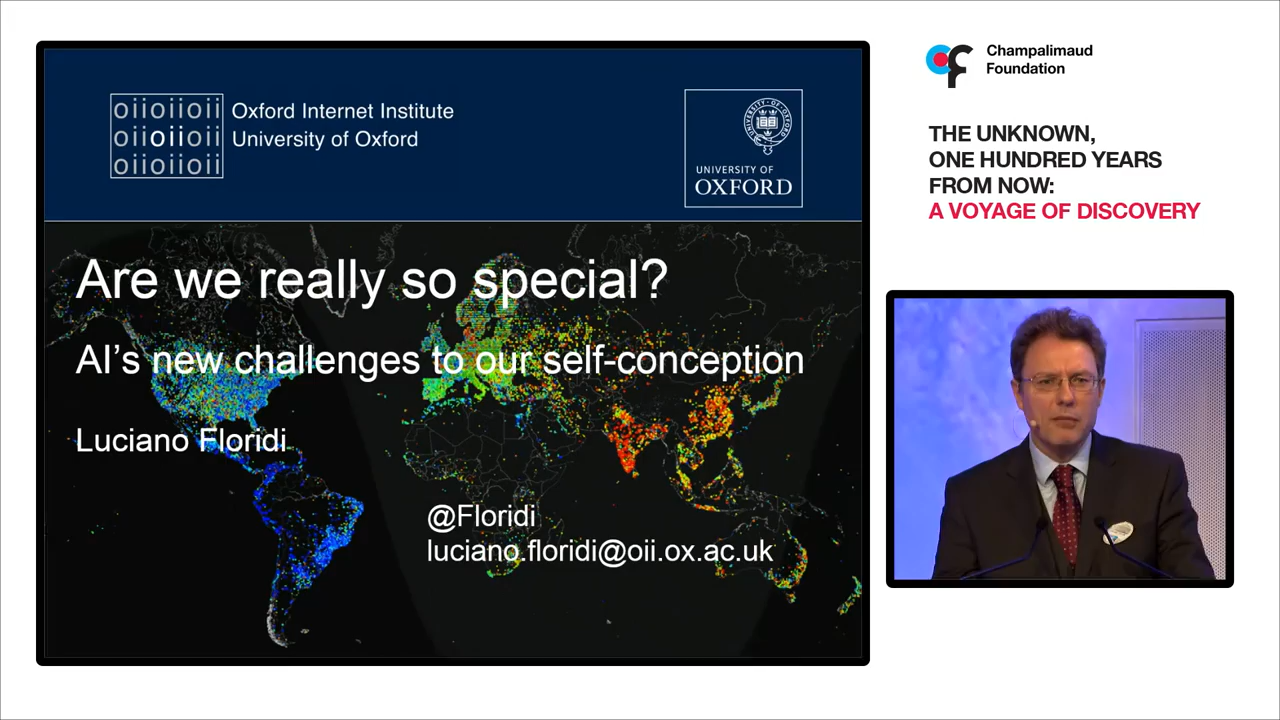 oiioiioii
oiioiioii
oiioiioii
Oxford Internet Institute
University of Oxford
UNIVERSITY OF
OXFORD
Are we really so special?
AI's new challenges to our self-conception
Luciano Floridi
@Floridi
luciano.floridi@oii.ox.ac.uk
Champalimaud
Foundation
THE UNKNOWN,
ONE HUNDRED YEARS
FROM NOW:
A VOYAGE OF DISCOVERY